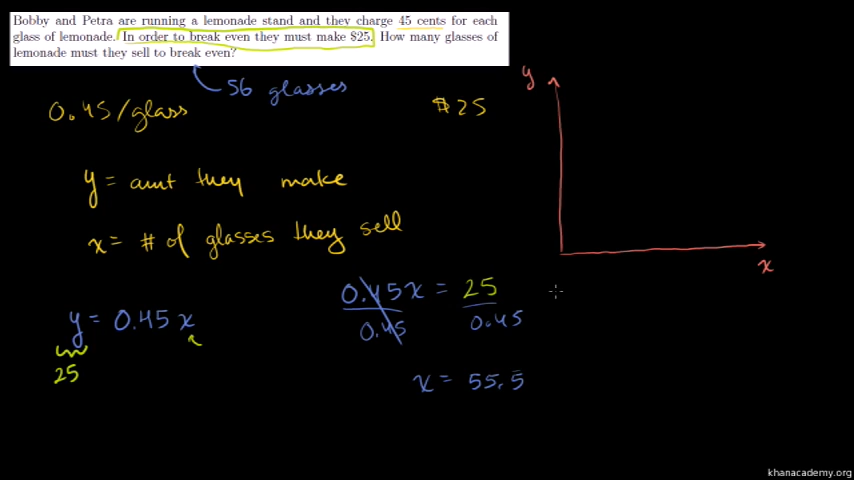 Bobby and Petra are running a lemonade stand and they charge 45 cents for each
glass of lemonade. In order to break even they must make $25. How many glasses of
lemonade must they sell to break even?
56 glasses
0.45/glass
$25
y
y = amt they make
x = # of glasses they sell
x
0.45x = 25
0.45 0.45
y = 0.45 x
25
x = 55.5
khanacademy.org